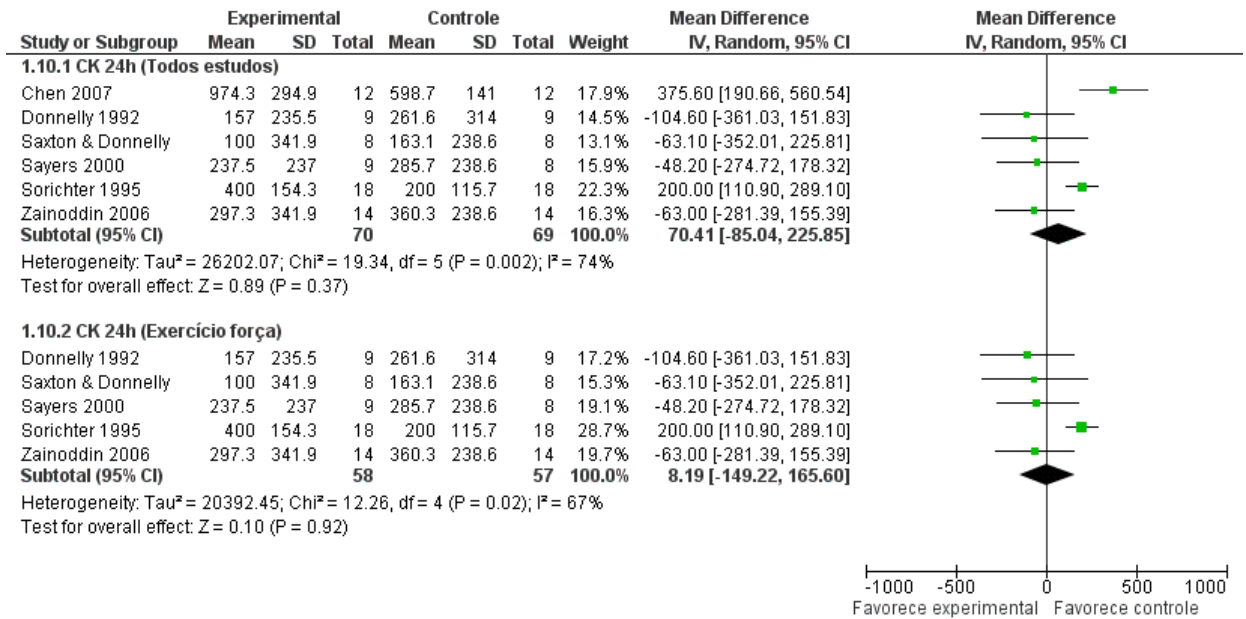 Experimental Controle Mean Difference Mean Difference
Study or Subgroup Mean SD Total Mean SD Total Weight IV, Random, 95% CI IV, Random, 95% CI
1.10.1 CK 24h (Todos estudos)
Chen 2007 974.3 294.9 12 598.7 141 12 17.9% 375.60 [190.66, 560.54]
Donnelly 1992 157 235.5 9 261.6 314 9 14.5% -104.60 [-361.03, 151.83]
Saxton & Donnelly 100 341.9 8 163.1 238.6 8 13.1% -63.10 [-352.01, 225.81]
Sayers 2000 237.5 237 9 285.7 238.6 8 15.9% -48.20 [-274.72, 178.32]
Sorichter 1995 400 154.3 18 200 115.7 18 22.3% 200.00 [110.90, 289.10]
Zainoddin 2006 297.3 341.9 14 360.3 238.6 14 16.3% -63.00 [-281.39, 155.39]
Subtotal (95% CI) 70 69 100.0% 70.41 [-85.04, 225.85]
Heterogeneity: Tau² = 26202.07; Chi² = 19.34, df = 5 (P = 0.002); I² = 74%
Test for overall effect: Z = 0.89 (P = 0.37)
1.10.2 CK 24h (Exercício força)
Donnelly 1992 157 235.5 9 261.6 314 9 17.2% -104.60 [-361.03, 151.83]
Saxton & Donnelly 100 341.9 8 163.1 238.6 8 15.3% -63.10 [-352.01, 225.81]
Sayers 2000 237.5 237 9 285.7 238.6 8 19.1% -48.20 [-274.72, 178.32]
Sorichter 1995 400 154.3 18 200 115.7 18 28.7% 200.00 [110.90, 289.10]
Zainoddin 2006 297.3 341.9 14 360.3 238.6 14 19.7% -63.00 [-281.39, 155.39]
Subtotal (95% CI) 58 57 100.0% 8.19 [-149.22, 165.60]
Heterogeneity: Tau² = 20392.45; Chi² = 12.26, df = 4 (P = 0.02); I² = 67%
Test for overall effect: Z = 0.10 (P = 0.92)
-1000 -500 0 500 1000
Favorece experimental Favorece controle